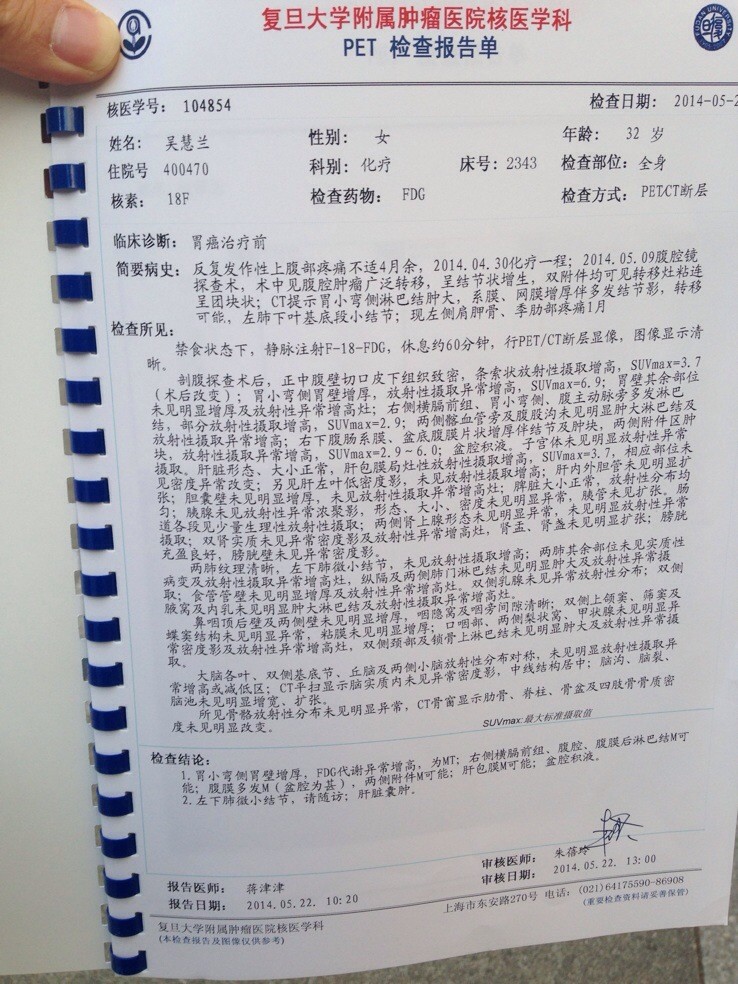 复旦大学附属肿瘤医院核医学科
PET 检查报告单
核医学号: 104854 检查日期: 2014-05-2
姓名: 吴慧兰 性别: 女 年龄: 32 岁
住院号 400470 科别: 化疗 床号: 2343 检查部位: 全身
核素: 18F 检查药物: FDG 检查方式: PET/CT断层
临床诊断: 胃癌治疗前
简要病史: 反复发作性上腹部疼痛不适4月余, 2014.04.30化疗一程; 2014.05.09腹腔镜
探查术, 术中见腹腔肿瘤广泛转移, 呈结节状增生, 双附件均可见转移灶粘连
呈团块状; CT提示胃小弯侧淋巴结肿大, 系膜、网膜增厚伴多发结节影, 转移
可能, 左肺下叶基底段小结节; 现左侧肩胛骨、季肋部疼痛1月
检查所见:
禁食状态下, 静脉注射F-18-FDG, 休息约60分钟, 行PET/CT断层显像, 图像显示清
晰。
剖腹探查术后, 正中腹壁切口皮下组织致密, 条索状放射性摄取增高, SUVmax=3.7
(术后改变); 胃小弯侧胃壁增厚, 放射性摄取异常增高, SUVmax=6.9; 胃壁其余部位
未见明显增厚及放射性异常增高灶; 右侧横膈前组、胃小弯侧、腹主动脉旁多发淋巴
结, 部分放射性摄取增高, SUVmax=2.9; 两侧髂血管旁及腹股沟未见明显肿大淋巴结及
放射性摄取异常增高; 右下腹肠系膜、盆底腹膜片状增厚伴结节及肿块, 两侧附件区肿
块, 放射性摄取异常增高, SUVmax=2.9～6.0; 盆腔积液。子宫体未见明显放射性异常
摄取。肝脏形态、大小正常, 肝包膜局灶性放射性摄取增高, SUVmax=3.7, 相应部位未
见密度异常改变; 另见肝左叶低密度影, 未见放射性摄取增高; 肝内外胆管未见明显扩
张; 胆囊壁未见明显增厚, 未见放射性摄取异常增高灶; 脾脏大小正常, 放射性分布均
匀; 胰腺未见放射性异常浓聚影, 形态、大小、密度未见明显异常, 胰管未见扩张。肠
道各段见少量生理性放射性摄取; 两侧肾上腺形态未见明显异常, 未见明显放射性异常
摄取; 双肾实质未见异常密度影及放射性异常增高灶, 肾盂、肾盏未见明显扩张; 膀胱
充盈良好, 膀胱壁未见异常密度影。
两肺纹理清晰, 左下肺微小结节, 未见放射性摄取增高; 两肺其余部位未见实质性
病变及放射性摄取异常增高灶, 纵隔及两侧肺门淋巴结未见明显肿大及放射性异常摄
取; 食管管壁未见明显增厚及放射性异常增高灶。双侧乳腺未见异常放射性分布; 双侧
腋窝及内乳未见明显肿大淋巴结及放射性摄取异常增高灶。
鼻咽顶后壁及两侧壁未见明显增厚, 咽隐窝及咽旁间隙清晰; 双侧上颌窦、筛窦及
蝶窦结构未见明显异常, 粘膜未见明显增厚; 口咽部、两侧梨状窝、甲状腺未见明显异
常密度影及放射性异常增高灶, 双侧颈部及锁骨上淋巴结未见明显肿大及放射性异常摄
取。
大脑各叶、双侧基底节、丘脑及两侧小脑放射性分布对称, 未见明显放射性摄取异
常增高或减低区; CT平扫显示脑实质内未见异常密度影, 中线结构居中; 脑沟、脑裂、
脑池未见明显增宽、扩张。
所见骨骼放射性分布未见明显异常, CT骨窗显示肋骨、脊柱、骨盆及四肢骨骨质密
度未见明显改变。
SUVmax:最大标准摄取值
检查结论:
1. 胃小弯侧胃壁增厚, FDG代谢异常增高, 为MT; 右侧横膈前组、腹腔、腹膜后淋巴结M可
能; 腹膜多发M (盆腔为甚), 两侧附件M可能; 肝包膜M可能; 盆腔积液。
2. 左下肺微小结节, 请随访; 肝脏囊肿。
审核医师: 朱蓓玲
审核日期: 2014.05.22. 13:00
报告医师: 蒋津津
报告日期: 2014.05.22. 10:20
上海市东安路270号 电话: (021)64175590-86908
(重要检查资料请妥善保管)
复旦大学附属肿瘤医院核医学科
(本检查报告及图像仅供参考)